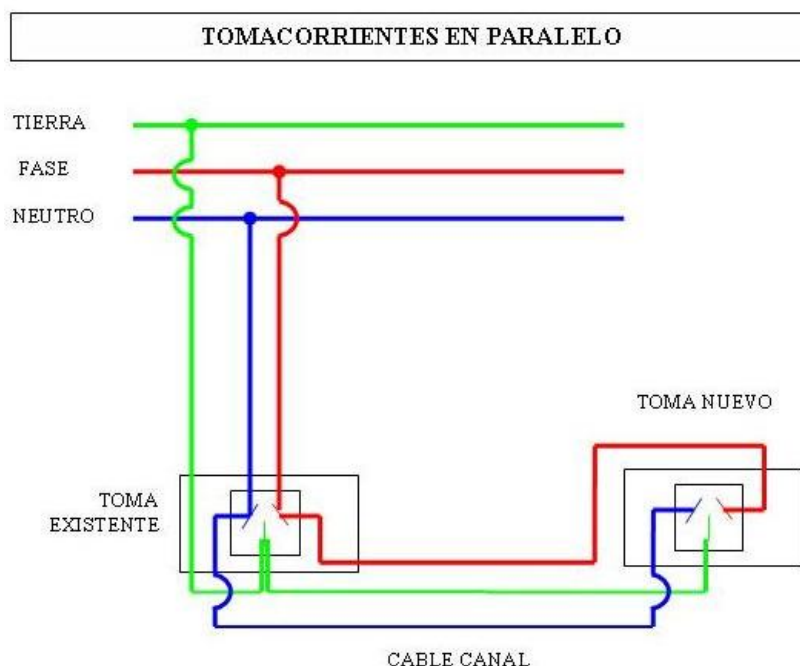 TOMACORRIENTES EN PARALELO
TIERRA
FASE
NEUTRO
TOMA NUEVO
TOMA
EXISTENTE
CABLE CANAL